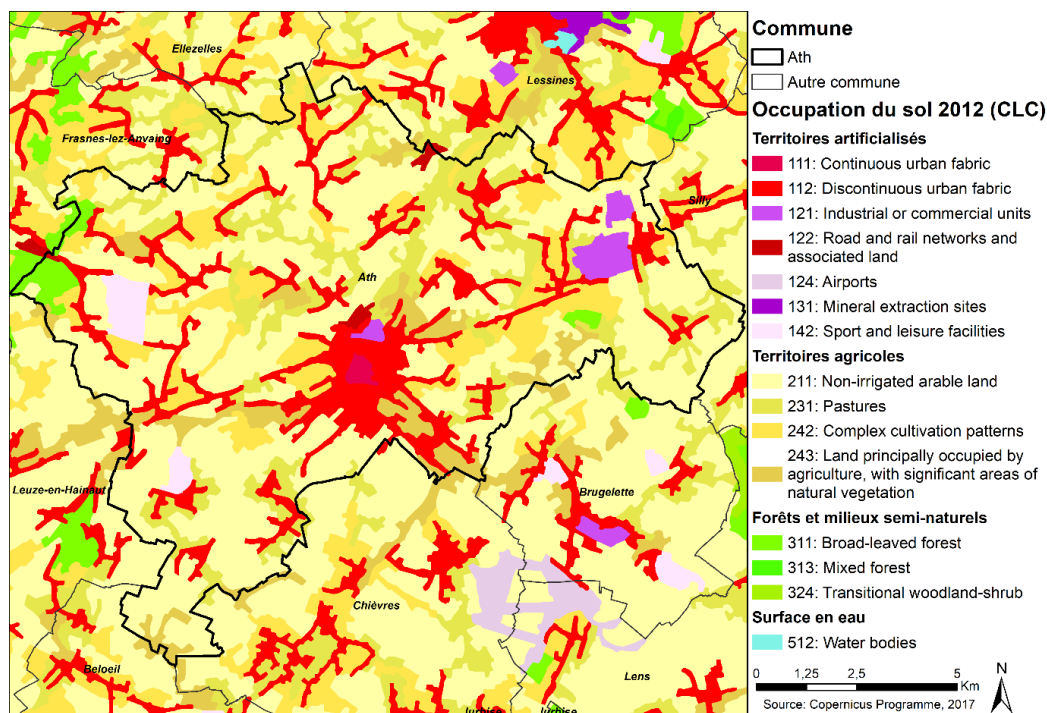 Ellezelles
Lessines
Frasnes-lez-Anvaing
Silly
Ath
Leuze-en-Hainaut
Brugelette
Chièvres
Beloeil
Lens
Jurbise
Jurbise
Commune
Ath
Autre commune
Occupation du sol 2012 (CLC)
Territoires artificialisés
111: Continuous urban fabric
112: Discontinuous urban fabric
121: Industrial or commercial units
122: Road and rail networks and
associated land
124: Airports
131: Mineral extraction sites
142: Sport and leisure facilities
Territoires agricoles
211: Non-irrigated arable land
231: Pastures
242: Complex cultivation patterns
243: Land principally occupied by
agriculture, with significant areas of
natural vegetation
Forêts et milieux semi-naturels
311: Broad-leaved forest
313: Mixed forest
324: Transitional woodland-shrub
Surface en eau
512: Water bodies
0 1,25 2,5 5
Km
N
Source: Copernicus Programme, 2017